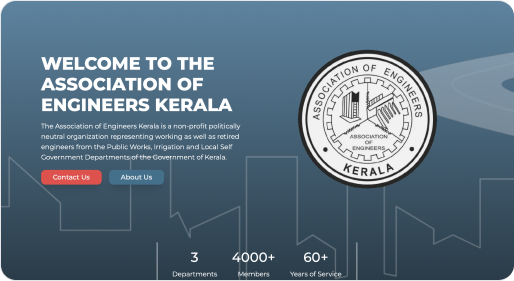 WELCOME TO THE
ASSOCIATION OF
ENGINEERS KERALA
The Association of Engineers Kerala is a non-profit politically
neutral organization representing working as well as retired
engineers from the Public Works, Irrigation and Local Self
Government Departments of the Government of Kerala.
Contact Us
About Us
ASSOCIATION OF ENGINEERS
ASSOCIATION
OF
ENGINEERS
KERALA
3
4000+
60+
Departments
Members
Years of Service